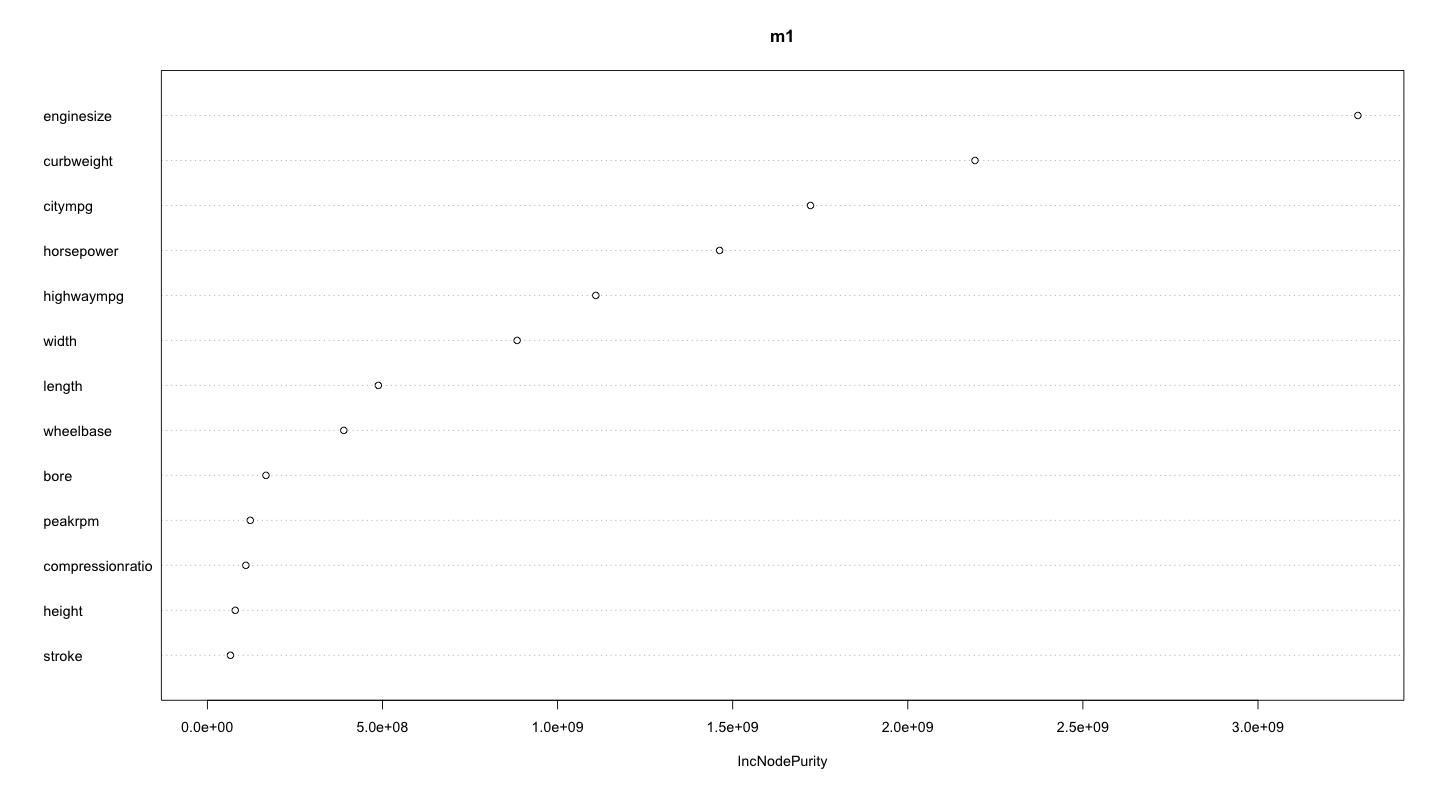 m1
enginesize
curbweight
citympg
horsepower
highwaympg
width
length
wheelbase
bore
peakrpm
compressionratio
height
stroke
0.0e+00 5.0e+08 1.0e+09 1.5e+09 2.0e+09 2.5e+09 3.0e+09
IncNodePurity